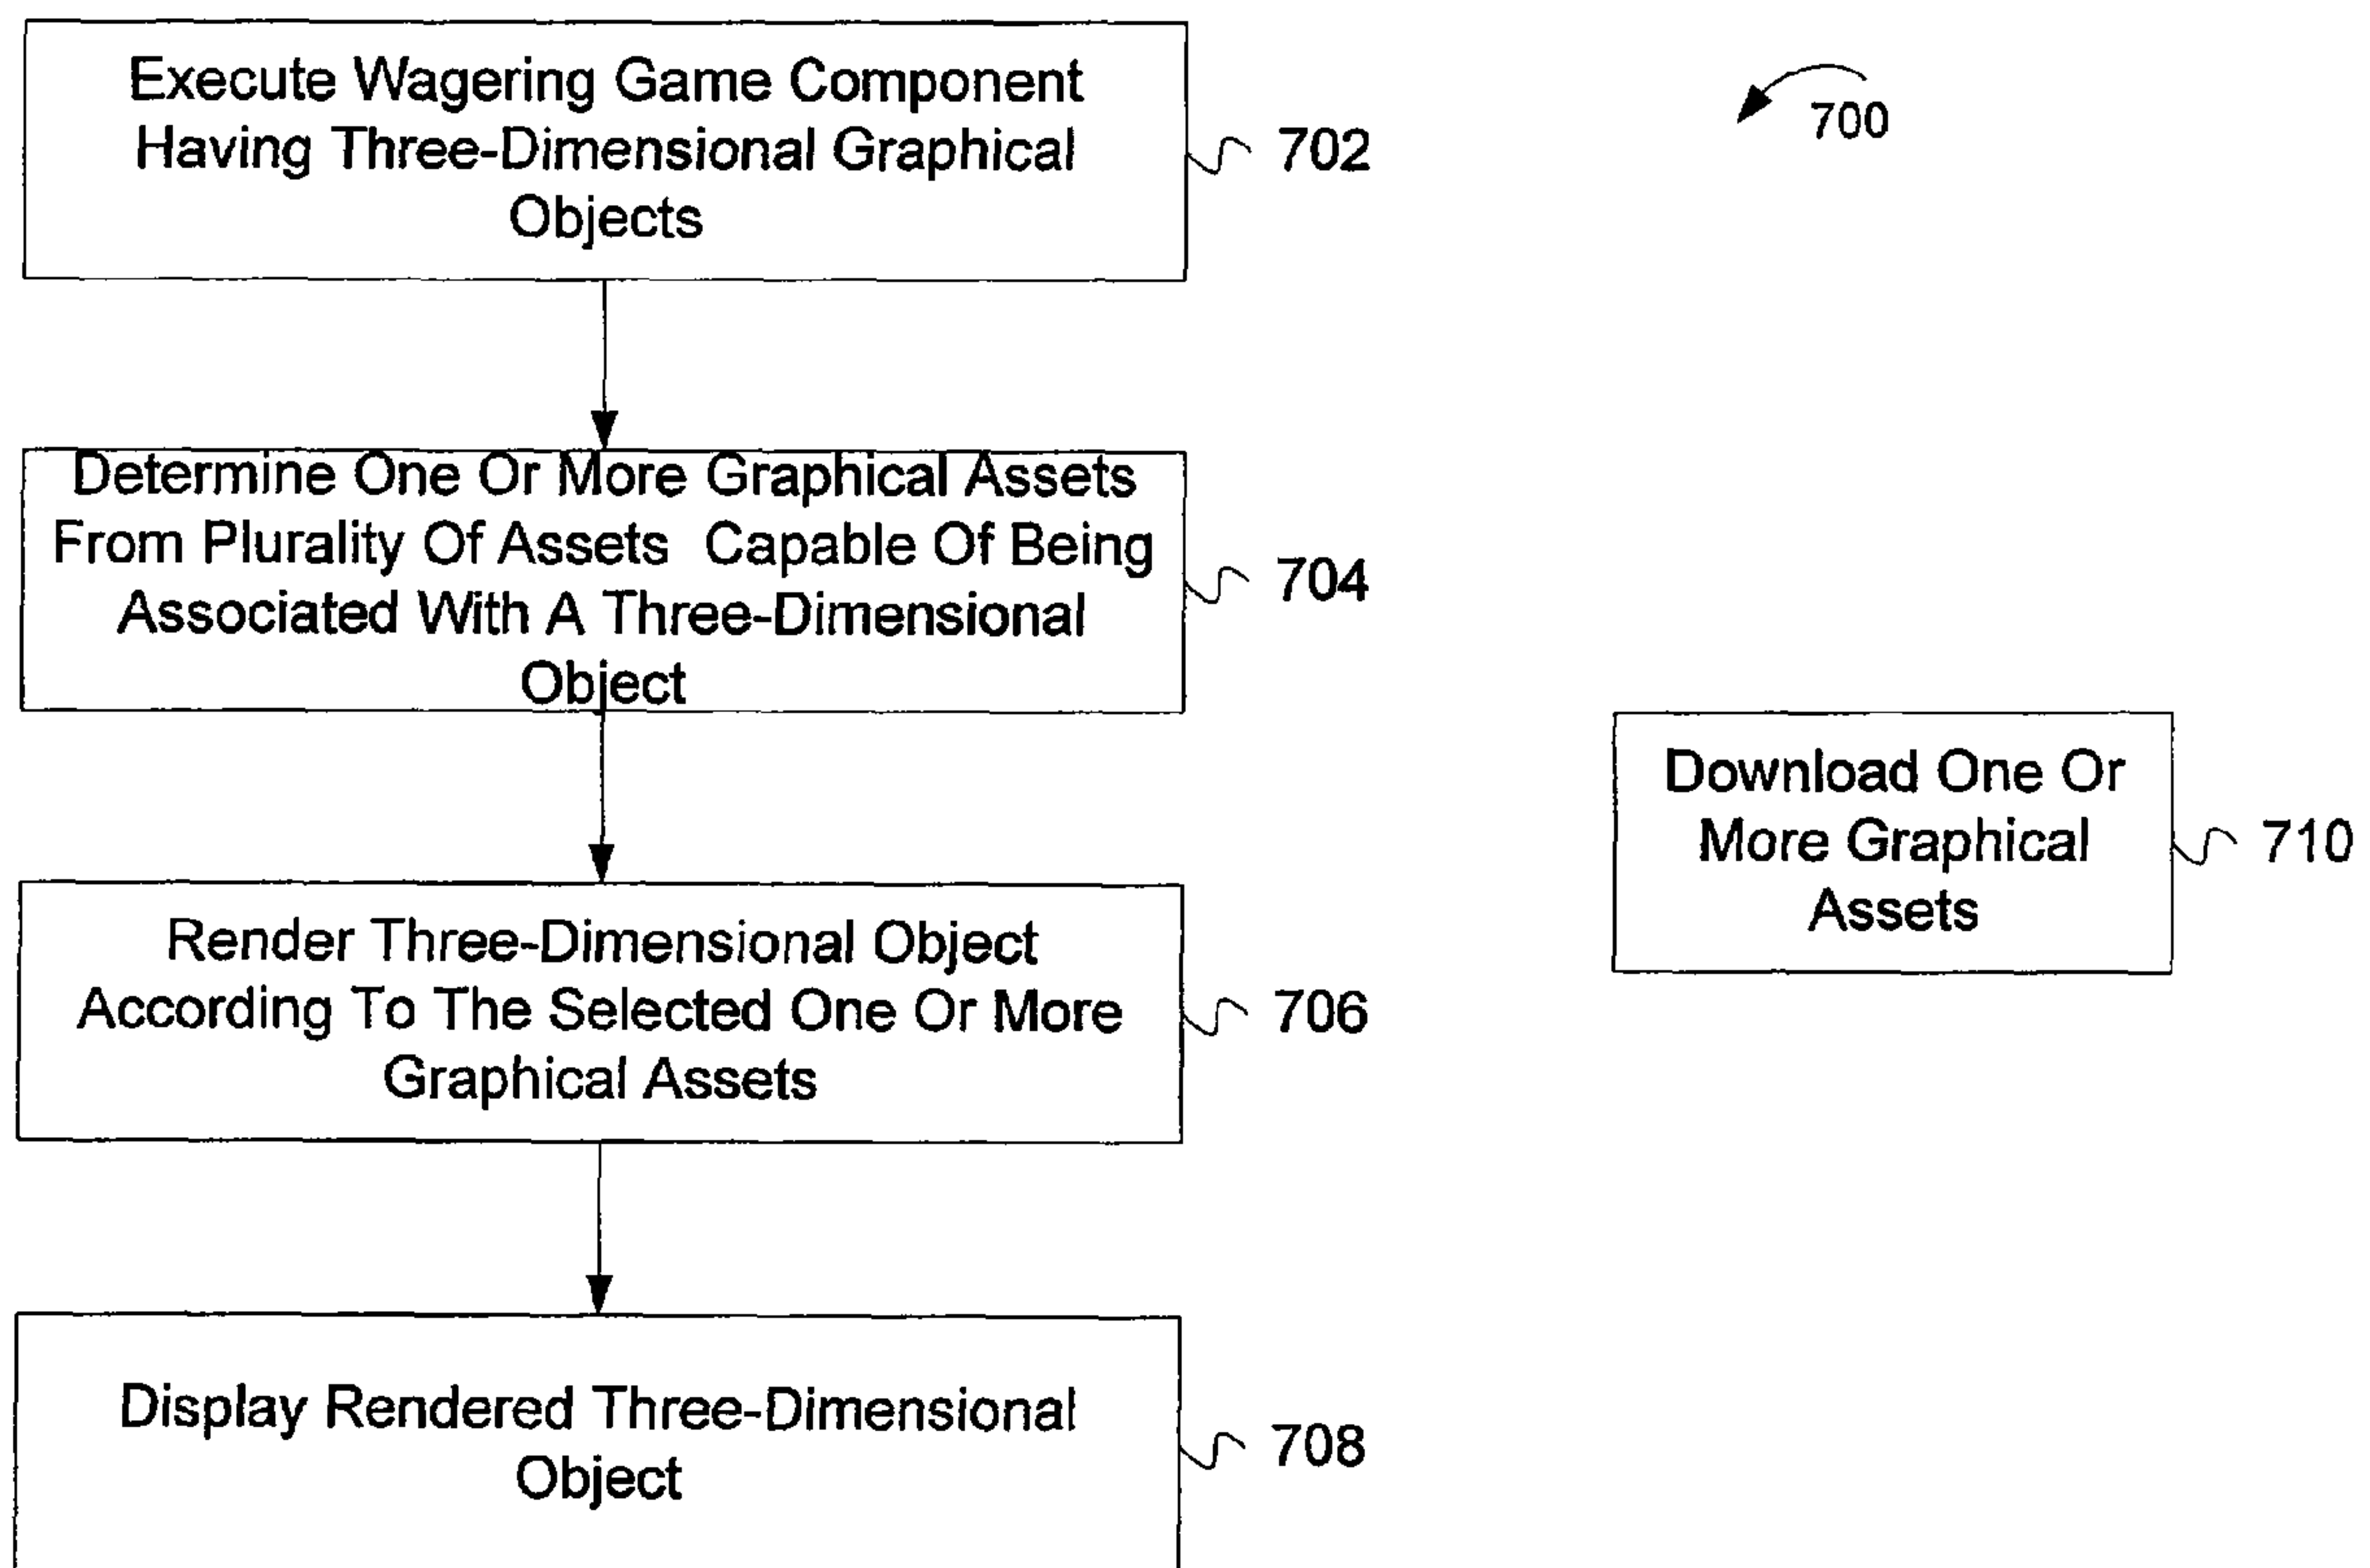 Execute Wagering Game Component
Having Three-Dimensional Graphical
Objects
702
700
Determine One Or More Graphical Assets
From Plurality Of Assets Capable Of Being
Associated With A Three-Dimensional
Object
704
Download One Or
More Graphical
Assets
710
Render Three-Dimensional Object
According To The Selected One Or More
Graphical Assets
706
Display Rendered Three-Dimensional
Object
708